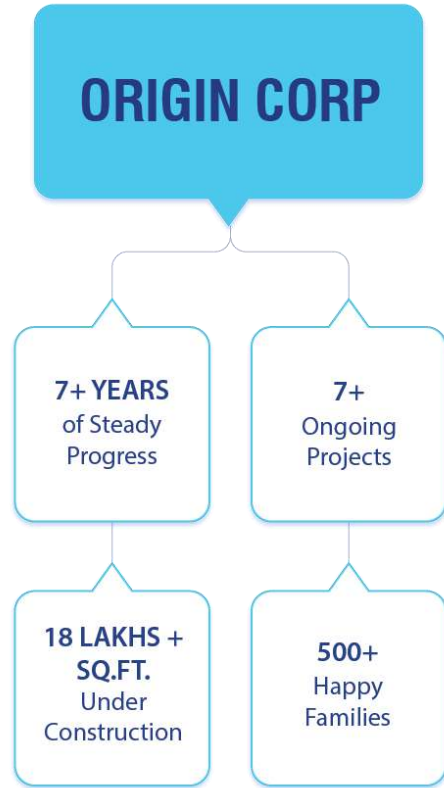 ORIGIN CORP
7+ YEARS
of Steady
Progress
7+
Ongoing
Projects
18 LAKHS +
SQ.FT.
Under
Construction
500+
Happy
Families